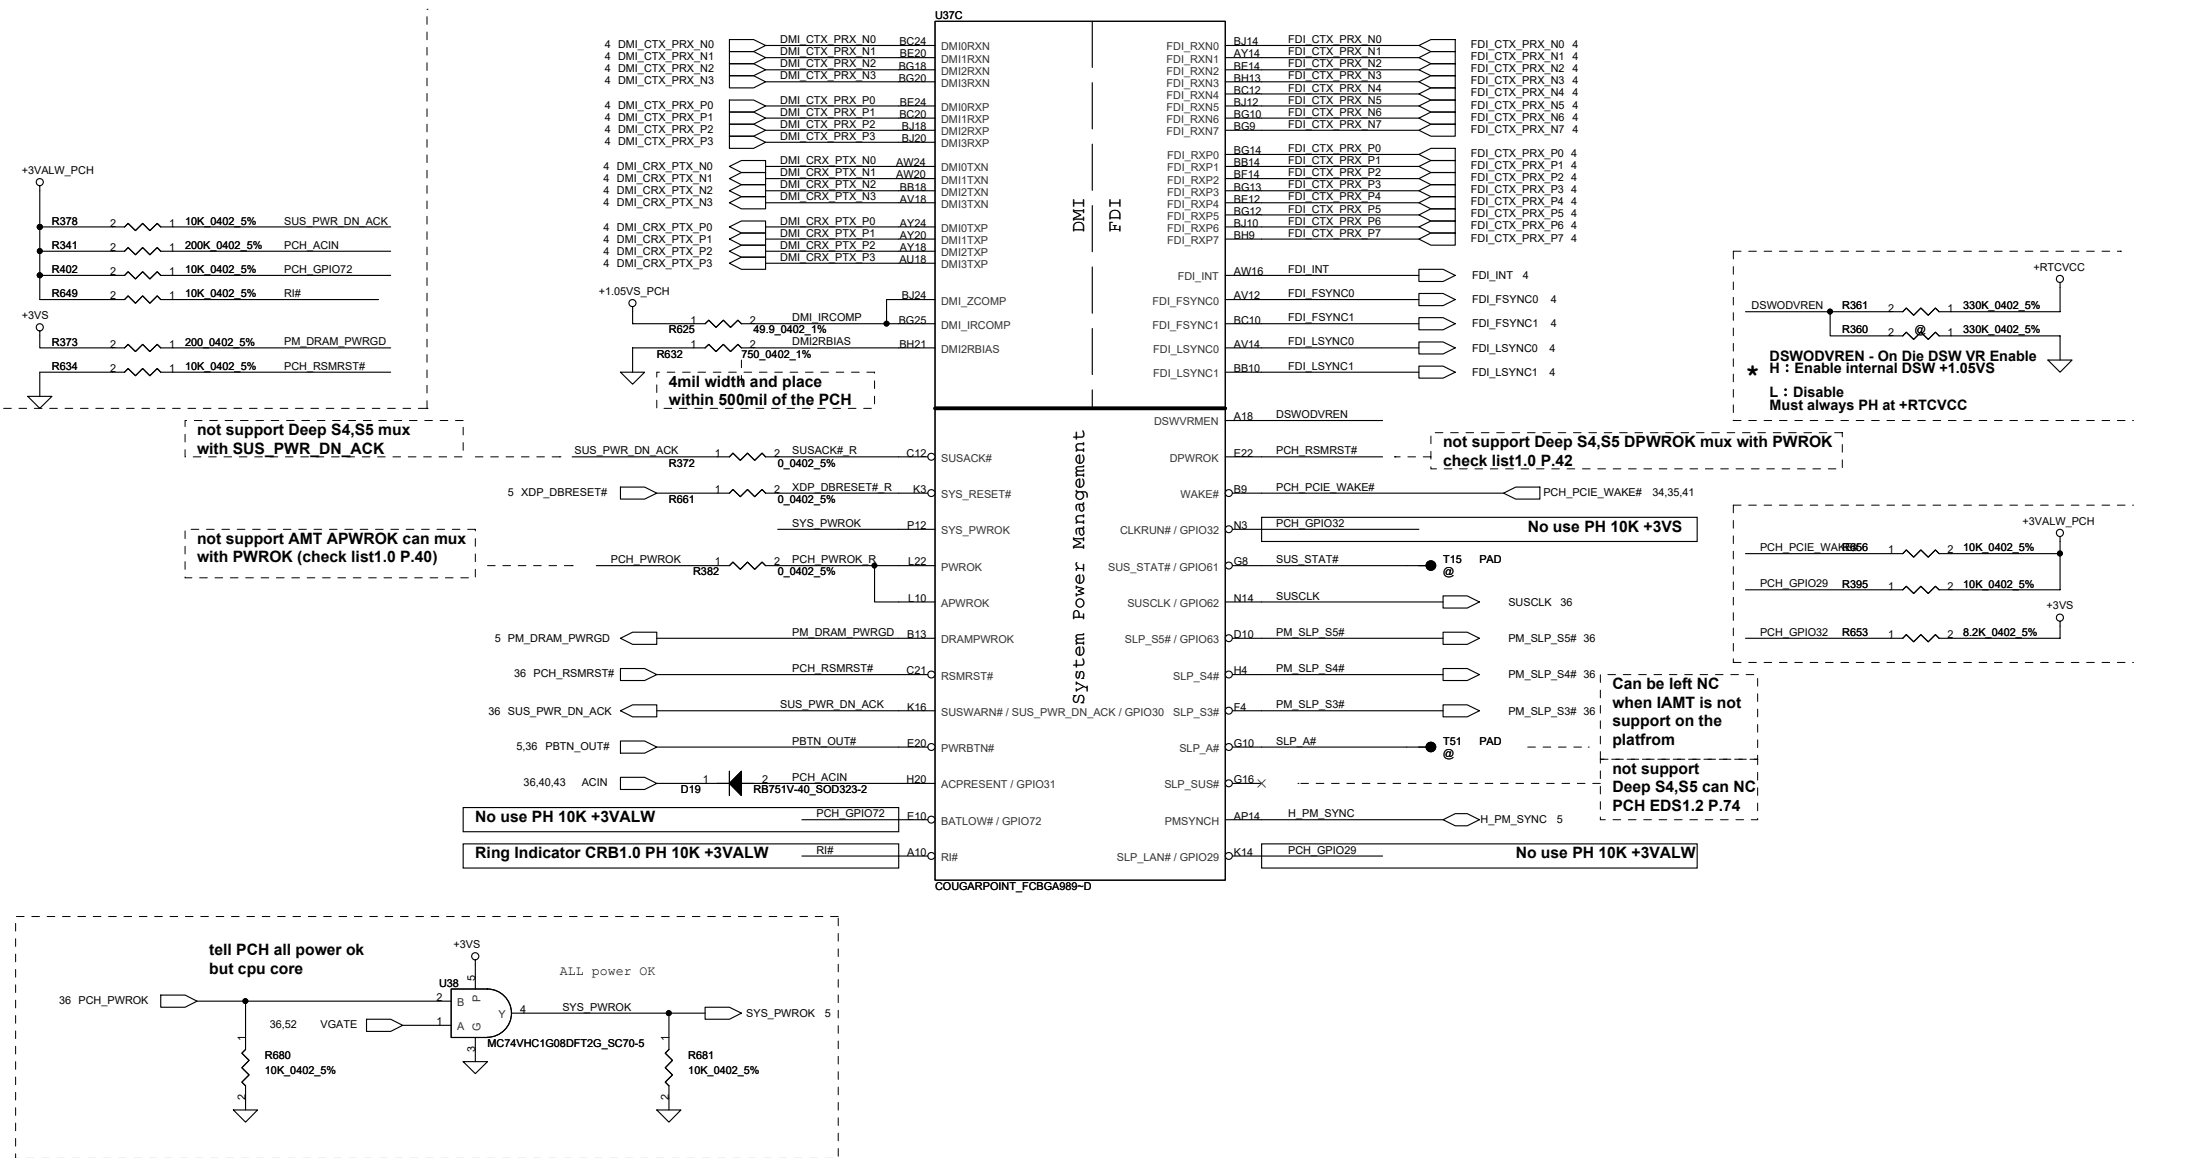 U37C
4 DMI_CTX_PRX_N0 DMI_CTX_PRX_N0 BC24 DMI0RXN
4 DMI_CTX_PRX_N1 DMI_CTX_PRX_N1 BE20 DMI1RXN
4 DMI_CTX_PRX_N2 DMI_CTX_PRX_N2 BG18 DMI2RXN
4 DMI_CTX_PRX_N3 DMI_CTX_PRX_N3 BG20 DMI3RXN
4 DMI_CTX_PRX_P0 DMI_CTX_PRX_P0 BE24 DMI0RXP
4 DMI_CTX_PRX_P1 DMI_CTX_PRX_P1 BC20 DMI1RXP
4 DMI_CTX_PRX_P2 DMI_CTX_PRX_P2 BJ18 DMI2RXP
4 DMI_CTX_PRX_P3 DMI_CTX_PRX_P3 BJ20 DMI3RXP
4 DMI_CRX_PTX_N0 DMI_CRX_PTX_N0 AW24 DMI0TXN
4 DMI_CRX_PTX_N1 DMI_CRX_PTX_N1 AW20 DMI1TXN
4 DMI_CRX_PTX_N2 DMI_CRX_PTX_N2 BB18 DMI2TXN
4 DMI_CRX_PTX_N3 DMI_CRX_PTX_N3 AV18 DMI3TXN
4 DMI_CRX_PTX_P0 DMI_CRX_PTX_P0 AY24 DMI0TXP
4 DMI_CRX_PTX_P1 DMI_CRX_PTX_P1 AY20 DMI1TXP
4 DMI_CRX_PTX_P2 DMI_CRX_PTX_P2 AY18 DMI2TXP
4 DMI_CRX_PTX_P3 DMI_CRX_PTX_P3 AU18 DMI3TXP
+1.05VS_PCH
BJ24 DMI_ZCOMP
R625 1 2 49.9_0402_1% DMI_IRCOMP BG25 DMI_IRCOMP
R632 1 2 750_0402_1% DMI2RBIAS BH21 DMI2RBIAS
4mil width and place
within 500mil of the PCH
DMI
FDI
FDI_RXN0 BJ14 FDI_CTX_PRX_N0 FDI_CTX_PRX_N0 4
FDI_RXN1 AY14 FDI_CTX_PRX_N1 FDI_CTX_PRX_N1 4
FDI_RXN2 BE14 FDI_CTX_PRX_N2 FDI_CTX_PRX_N2 4
FDI_RXN3 BH13 FDI_CTX_PRX_N3 FDI_CTX_PRX_N3 4
FDI_RXN4 BC12 FDI_CTX_PRX_N4 FDI_CTX_PRX_N4 4
FDI_RXN5 BJ12 FDI_CTX_PRX_N5 FDI_CTX_PRX_N5 4
FDI_RXN6 BG10 FDI_CTX_PRX_N6 FDI_CTX_PRX_N6 4
FDI_RXN7 BG9 FDI_CTX_PRX_N7 FDI_CTX_PRX_N7 4
FDI_RXP0 BG14 FDI_CTX_PRX_P0 FDI_CTX_PRX_P0 4
FDI_RXP1 BB14 FDI_CTX_PRX_P1 FDI_CTX_PRX_P1 4
FDI_RXP2 BF14 FDI_CTX_PRX_P2 FDI_CTX_PRX_P2 4
FDI_RXP3 BG13 FDI_CTX_PRX_P3 FDI_CTX_PRX_P3 4
FDI_RXP4 BE12 FDI_CTX_PRX_P4 FDI_CTX_PRX_P4 4
FDI_RXP5 BG12 FDI_CTX_PRX_P5 FDI_CTX_PRX_P5 4
FDI_RXP6 BJ10 FDI_CTX_PRX_P6 FDI_CTX_PRX_P6 4
FDI_RXP7 BH9 FDI_CTX_PRX_P7 FDI_CTX_PRX_P7 4
FDI_INT AW16 FDI_INT FDI_INT 4
FDI_FSYNC0 AV12 FDI_FSYNC0 FDI_FSYNC0 4
FDI_FSYNC1 BC10 FDI_FSYNC1 FDI_FSYNC1 4
FDI_LSYNC0 AV14 FDI_LSYNC0 FDI_LSYNC0 4
FDI_LSYNC1 BB10 FDI_LSYNC1 FDI_LSYNC1 4
+3VALW_PCH
R378 2 1 10K_0402_5% SUS_PWR_DN_ACK
R341 2 1 200K_0402_5% PCH_ACIN
R402 2 1 10K_0402_5% PCH_GPIO72
R649 2 1 10K_0402_5% RI#
+3VS
R373 2 1 200_0402_5% PM_DRAM_PWRGD
R634 2 1 10K_0402_5% PCH_RSMRST#
+RTCVCC
DSWODVREN R361 2 1 330K_0402_5%
R360 2 @ 1 330K_0402_5%
DSWODVREN - On Die DSW VR Enable
* H：Enable internal DSW +1.05VS
L：Disable
Must always PH at +RTCVCC
not support Deep S4,S5 mux
with SUS_PWR_DN_ACK
SUS_PWR_DN_ACK R372 1 2 0_0402_5% SUSACK#_R C12 SUSACK#
5 XDP_DBRESET# R661 1 2 0_0402_5% XDP_DBRESET#_R K3 SYS_RESET#
SYS_PWROK P12 SYS_PWROK
not support AMT APWROK can mux
with PWROK (check list1.0 P.40)
PCH_PWROK R382 1 2 0_0402_5% PCH_PWROK_R L22 PWROK
L10 APWROK
5 PM_DRAM_PWRGD PM_DRAM_PWRGD B13 DRAMPWROK
36 PCH_RSMRST# PCH_RSMRST# C21 RSMRST#
36 SUS_PWR_DN_ACK SUS_PWR_DN_ACK K16 SUSWARN# / SUS_PWR_DN_ACK / GPIO30
5,36 PBTN_OUT# PBTN_OUT# E20 PWRBTN#
36,40,43 ACIN D19 1 2 RB751V-40_SOD323-2 PCH_ACIN H20 ACPRESENT / GPIO31
No use PH 10K +3VALW PCH_GPIO72 E10 BATLOW# / GPIO72
Ring Indicator CRB1.0 PH 10K +3VALW RI# A10 RI#
System Power Management
DSWVRMEN A18 DSWODVREN
DPWROK E22 PCH_RSMRST#
not support Deep S4,S5 DPWROK mux with PWROK
check list1.0 P.42
WAKE# B9 PCH_PCIE_WAKE# PCH_PCIE_WAKE# 34,35,41
CLKRUN# / GPIO32 N3 PCH_GPIO32 No use PH 10K +3VS
SUS_STAT# / GPIO61 G8 SUS_STAT# T15 PAD
@
SUSCLK / GPIO62 N14 SUSCLK SUSCLK 36
SLP_S5# / GPIO63 D10 PM_SLP_S5# PM_SLP_S5# 36
SLP_S4# H4 PM_SLP_S4# PM_SLP_S4# 36
SLP_S3# F4 PM_SLP_S3# PM_SLP_S3# 36
SLP_A# G10 SLP_A# T51 PAD
@
SLP_SUS# G16
PMSYNCH AP14 H_PM_SYNC H_PM_SYNC 5
SLP_LAN# / GPIO29 K14 PCH_GPIO29 No use PH 10K +3VALW
Can be left NC
when IAMT is not
support on the
platfrom
not support
Deep S4,S5 can NC
PCH EDS1.2 P.74
COUGARPOINT_FCBGA989~D
+3VALW_PCH
PCH_PCIE_WAKE# R656 1 2 10K_0402_5%
PCH_GPIO29 R395 1 2 10K_0402_5%
+3VS
PCH_GPIO32 R653 1 2 8.2K_0402_5%
tell PCH all power ok
but cpu core
+3VS
ALL power OK
U38 5
36 PCH_PWROK 2 B P
36,52 VGATE 1 A G
Y 4 SYS_PWROK SYS_PWROK 5
3
MC74VHC1G08DFT2G_SC70-5
1 R680
10K_0402_5%
2
1 R681
10K_0402_5%
2